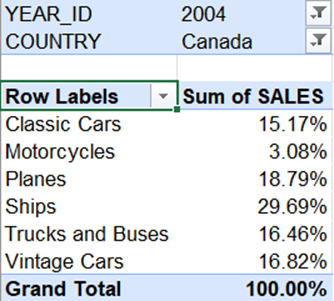 YEAR_ID 2004
COUNTRY Canada
Row Labels Sum of SALES
Classic Cars 15.17%
Motorcycles 3.08%
Planes 18.79%
Ships 29.69%
Trucks and Buses 16.46%
Vintage Cars 16.82%
Grand Total 100.00%